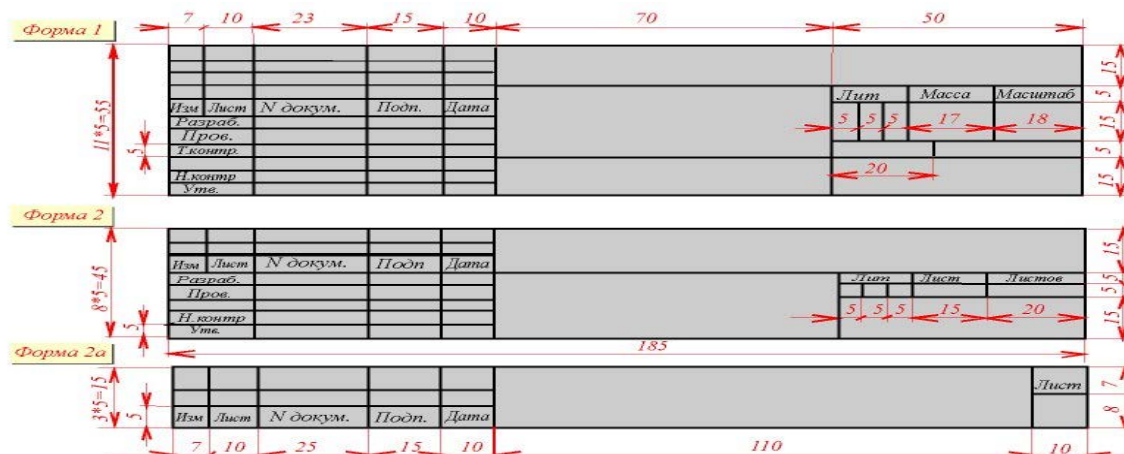 7 10 23 15 10 70 50
Форма 1
11*5=55
5
Изм Лист N докум. Подп. Дата
Разраб.
Пров.
Т.контр.
Н.контр
Утв.
Лит Масса Масштаб
5 5 5 17 18
20
15
5
15
5
15
Форма 2
8*5=45
5
Изм Лист N докум. Подп Дата
Разраб.
Пров.
Н.контр
Утв.
Лит Лист Листов
5 5 5 15 20
15
5 5
15
185
Форма 2а
3*5=15
5
Изм Лист N докум. Подп. Дата
Лист
7
8
7 10 25 15 10 110 10